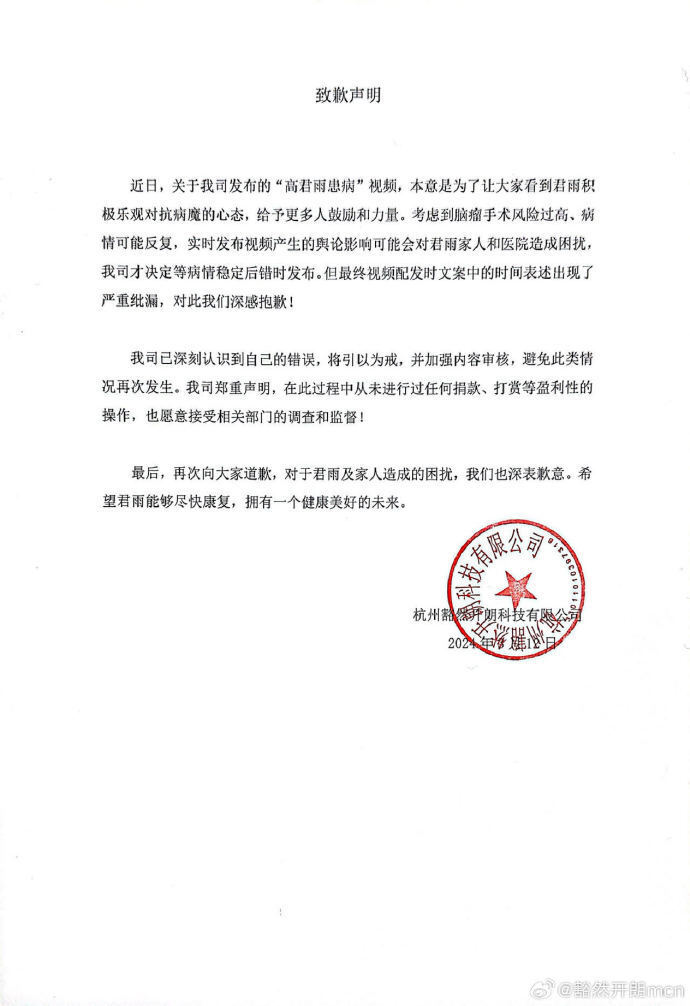 致歉声明
近日，关于我司发布的“高君雨患病”视频，本意是为了让大家看到君雨积
极乐观对抗病魔的心态，给予更多人鼓励和力量。考虑到脑瘤手术风险过高、病
情可能反复，实时发布视频产生的舆论影响可能会对君雨家人和医院造成困扰，
我司才决定等病情稳定后错时发布。但最终视频配发时文案中的时间表述出现了
严重纰漏，对此我们深感抱歉！
我司已深刻认识到自己的错误，将引以为戒，并加强内容审核，避免此类情
况再次发生。我司郑重声明，在此过程中从未进行过任何捐款、打赏等盈利性的
操作，也愿意接受相关部门的调查和监督！
最后，再次向大家道歉，对于君雨及家人造成的困扰，我们也深表歉意。希
望君雨能够尽快康复，拥有一个健康美好的未来。
杭州豁然开朗科技有限公司
2024年 月12日
杭州豁然开朗科技有限公司
@豁然开朗mcn